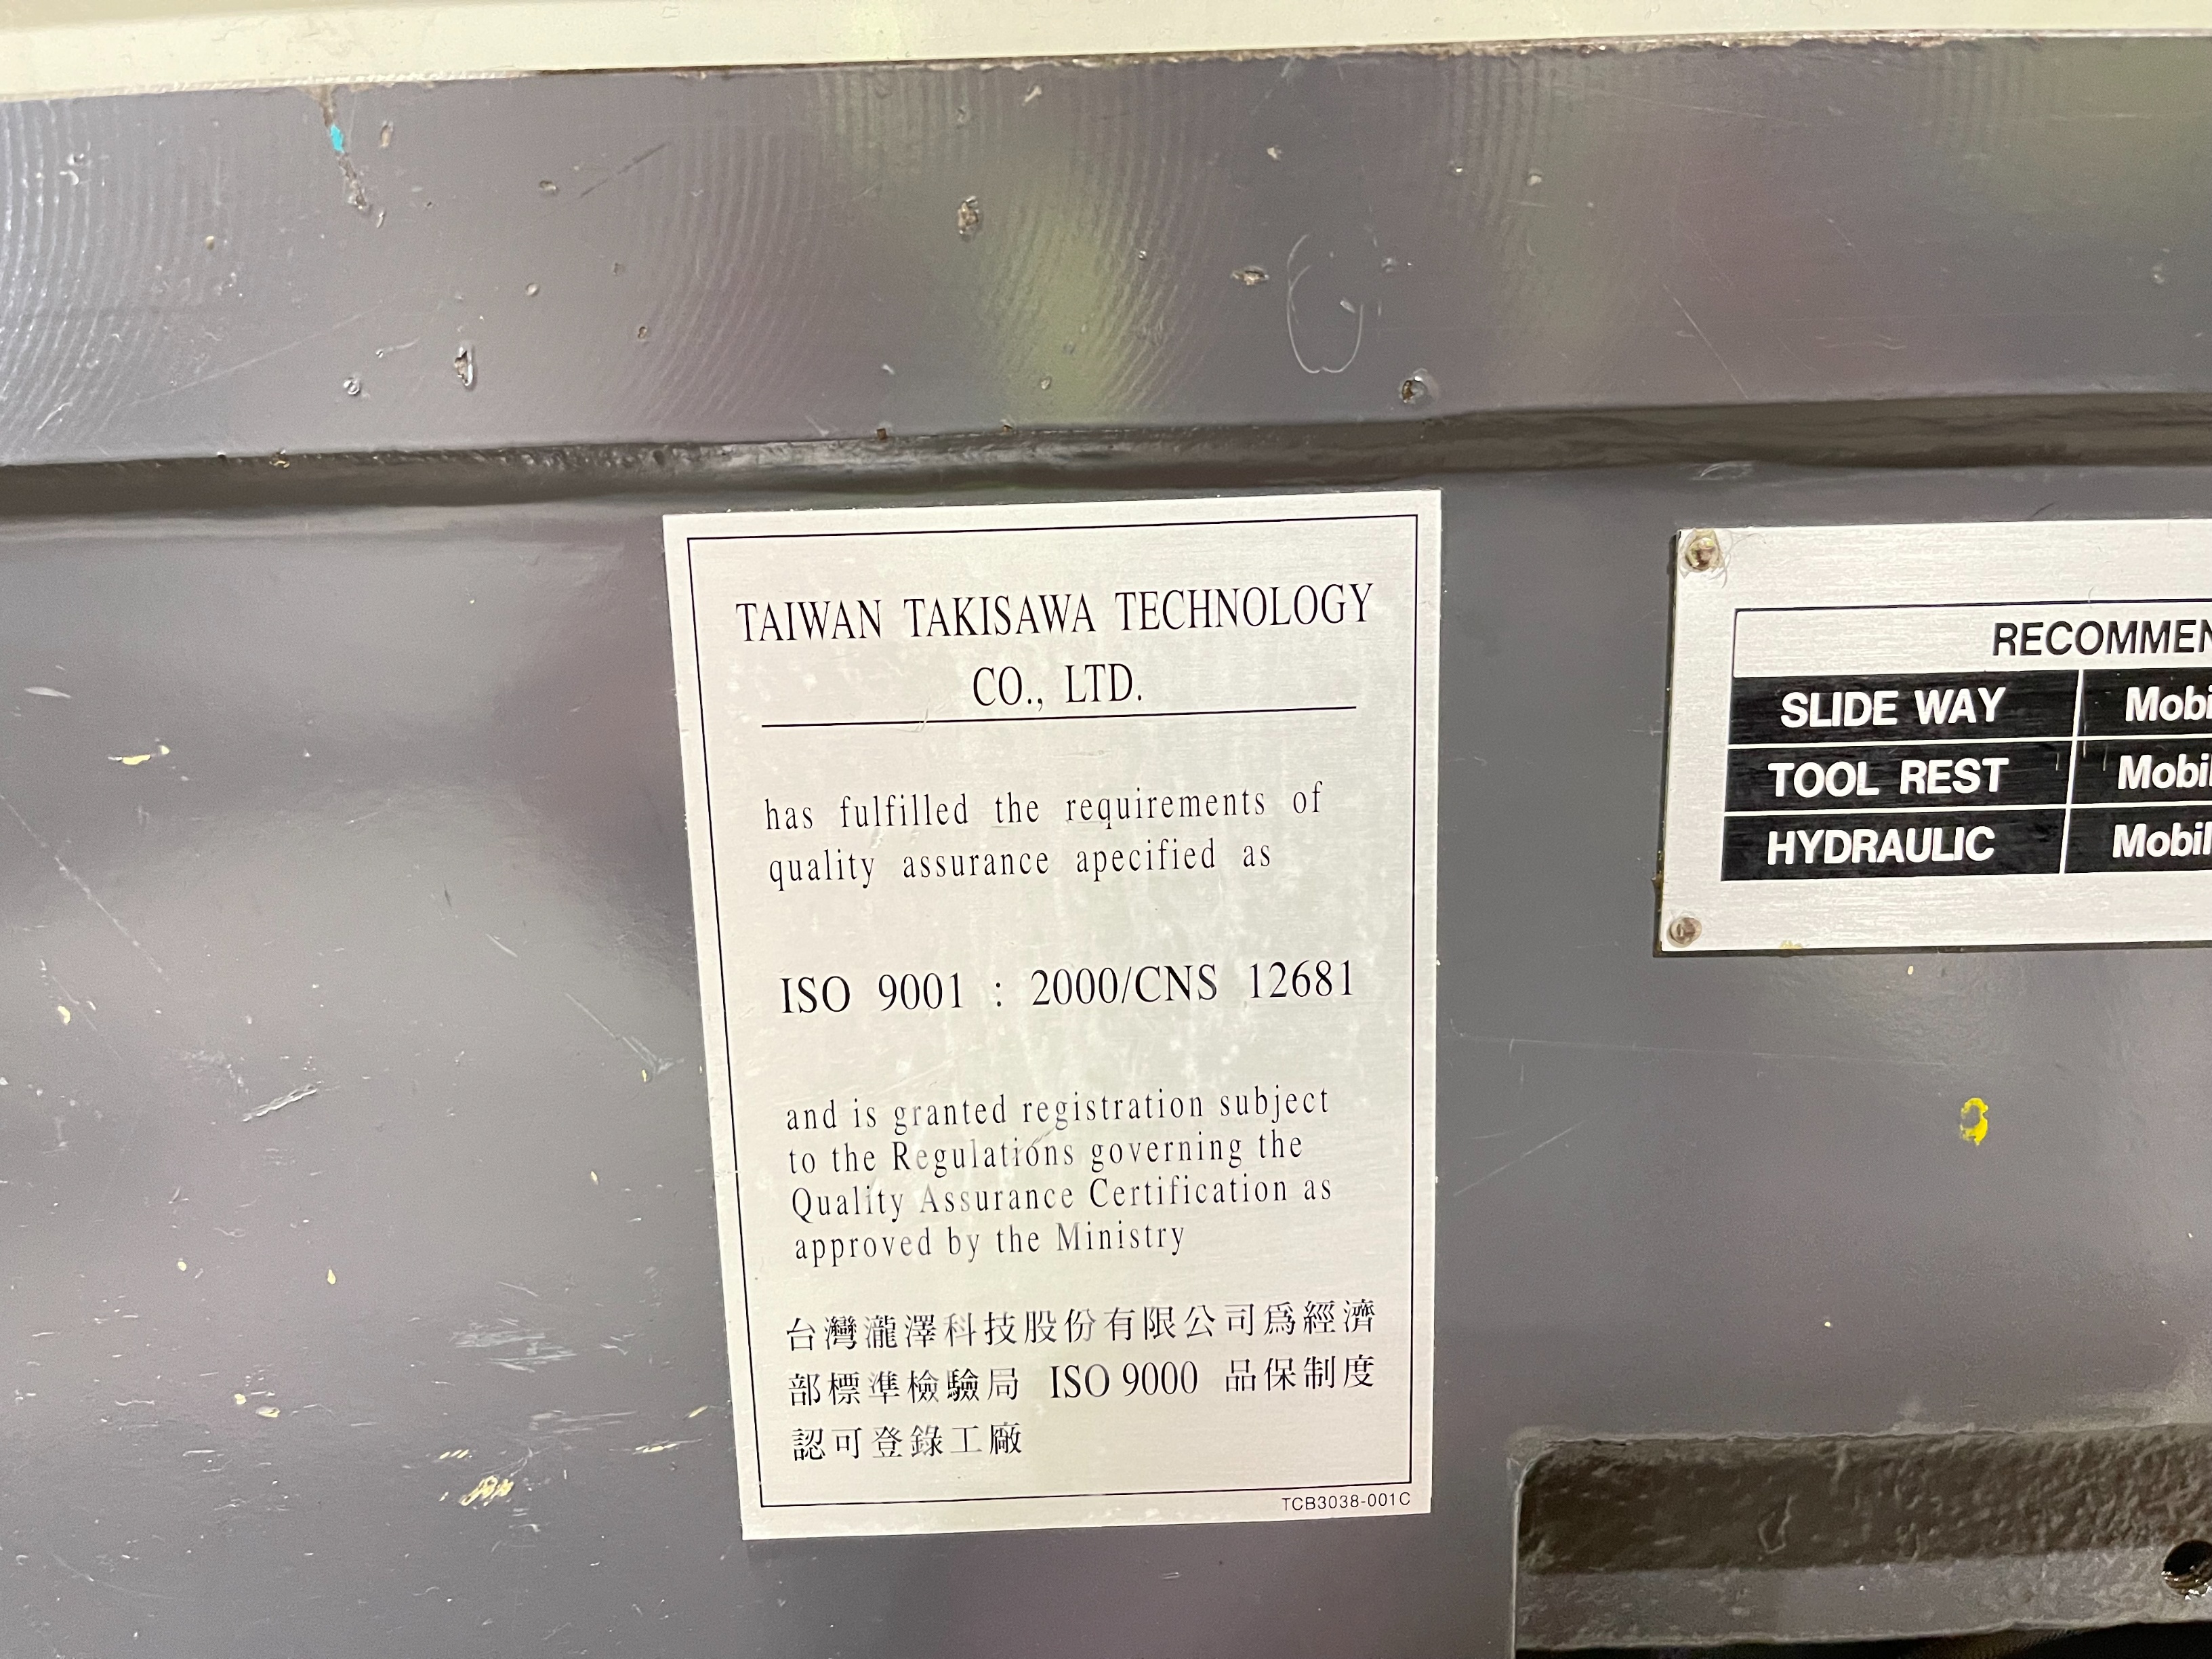 TAIWAN TAKISAWA TECHNOLOGY
CO., LTD.
has fulfilled the requirements of
quality assurance apecified as
ISO 9001 : 2000/CNS 12681
and is granted registration subject
to the Regulations governing the
Quality Assurance Certification as
approved by the Ministry
台灣瀧澤科技股份有限公司爲經濟
部標準檢驗局 ISO 9000 品保制度
認可登錄工廠
TCB3038-001C
SLIDE WAY
TOOL REST
HYDRAULIC Mobil